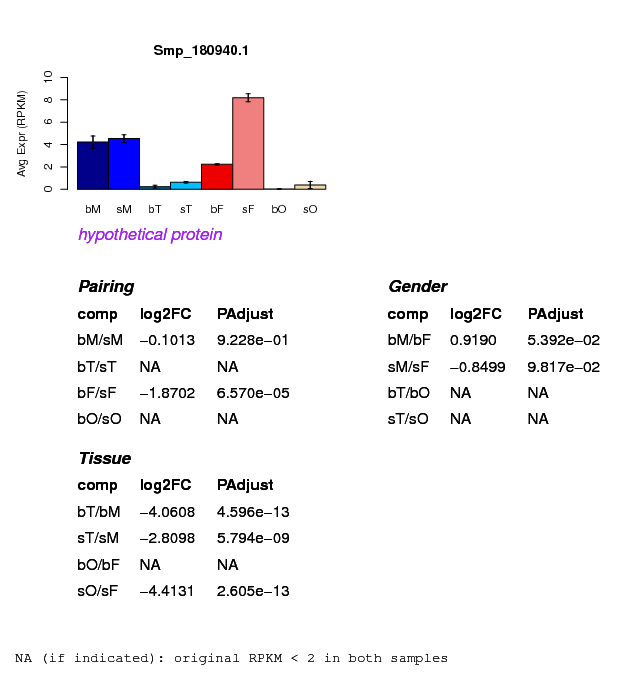 Smp_180940.1
Avg Expr (RPKM)
0 2 4 6 8 10
bM sM bT sT bF sF bO sO
hypothetical protein
Pairing
comp log2FC PAdjust
bM/sM −0.1013 9.228e−01
bT/sT NA NA
bF/sF −1.8702 6.570e−05
bO/sO NA NA
Gender
comp log2FC PAdjust
bM/bF 0.9190 5.392e−02
sM/sF −0.8499 9.817e−02
bT/bO NA NA
sT/sO NA NA
Tissue
comp log2FC PAdjust
bT/bM −4.0608 4.596e−13
sT/sM −2.8098 5.794e−09
bO/bF NA NA
sO/sF −4.4131 2.605e−13
NA (if indicated): original RPKM < 2 in both samples